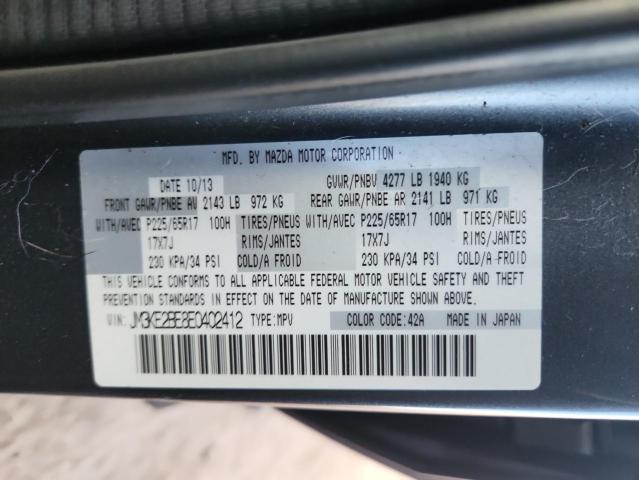 MFD. BY MAZDA MOTOR CORPORATION
DATE 10/13 GVWR/PNBV 4277 LB 1940 KG
FRONT GAWR/PNBE AV 2143 LB 972 KG REAR GAWR/PNBE AR 2141 LB 971 KG
WITH/AVEC P225/65R17 100H TIRES/PNEUS WITH/AVEC P225/65R17 100H TIRES/PNEUS
17X7J RIMS/JANTES 17X7J RIMS/JANTES
230 KPA/34 PSI COLD/A FROID 230 KPA/34 PSI COLD/A FROID
THIS VEHICLE CONFORMS TO ALL APPLICABLE FEDERAL MOTOR VEHICLE SAFETY AND THEFT
PREVENTION STANDARDS IN EFFECT ON THE DATE OF MANUFACTURE SHOWN ABOVE.
VIN: JM3KE2BE8E0402412 TYPE:MPV COLOR CODE:42A MADE IN JAPAN